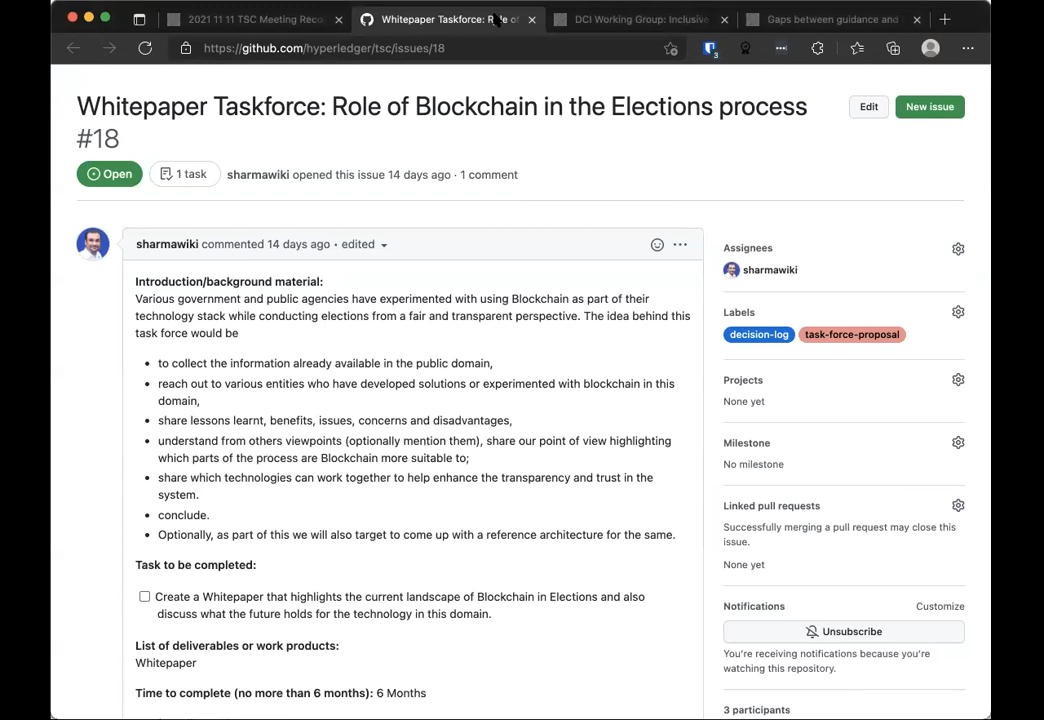 2021 11 11 TSC Meeting Reco
Whitepaper Taskforce: Role of
DCI Working Group: Inclusive
Gaps between guidance and
https://github.com/hyperledger/tsc/issues/18
3
Whitepaper Taskforce: Role of Blockchain in the Elections process
#18
Edit
New issue
Open
1 task
sharmawiki opened this issue 14 days ago · 1 comment
sharmawiki commented 14 days ago • edited
Introduction/background material:
Various government and public agencies have experimented with using Blockchain as part of their
technology stack while conducting elections from a fair and transparent perspective. The idea behind this
task force would be
• to collect the information already available in the public domain,
• reach out to various entities who have developed solutions or experimented with blockchain in this
domain,
• share lessons learnt, benefits, issues, concerns and disadvantages,
• understand from others viewpoints (optionally mention them), share our point of view highlighting
which parts of the process are Blockchain more suitable to;
• share which technologies can work together to help enhance the transparency and trust in the
system.
• conclude.
• Optionally, as part of this we will also target to come up with a reference architecture for the same.
Task to be completed:
Create a Whitepaper that highlights the current landscape of Blockchain in Elections and also
discuss what the future holds for the technology in this domain.
List of deliverables or work products:
Whitepaper
Time to complete (no more than 6 months): 6 Months
Assignees
sharmawiki
Labels
decision-log
task-force-proposal
Projects
None yet
Milestone
No milestone
Linked pull requests
Successfully merging a pull request may close this
issue.
None yet
Notifications
Customize
Unsubscribe
You're receiving notifications because you're
watching this repository.
3 participants